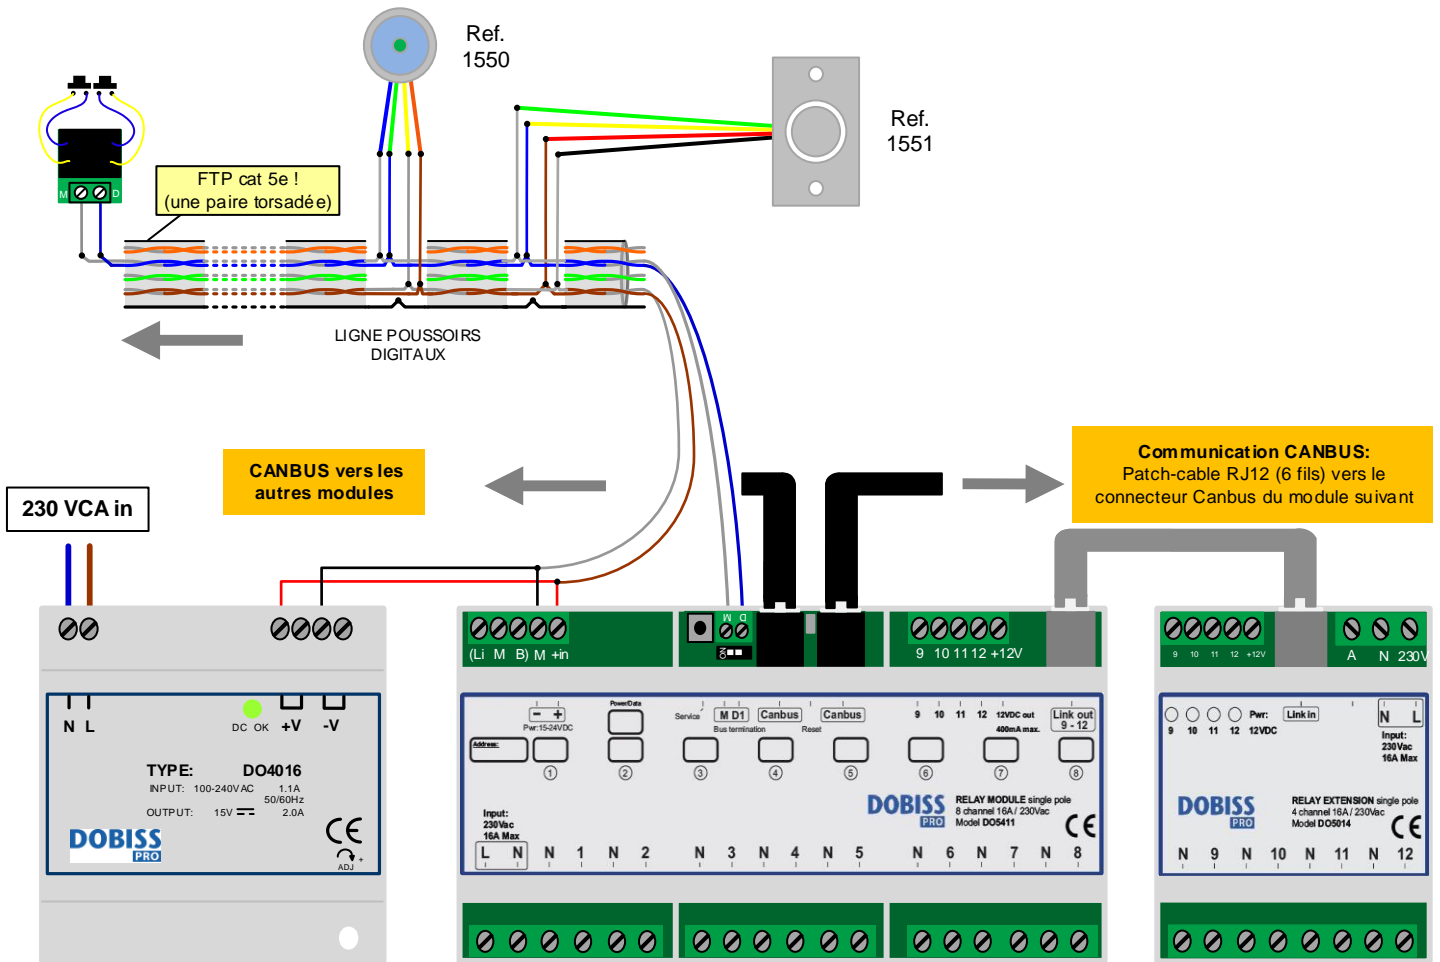 Ref.
1550
Ref.
1551
M D
FTP cat 5e !
(une paire torsadée)
LIGNE POUSSOIRS
DIGITAUX
CANBUS vers les
autres modules
Communication CANBUS:
Patch-cable RJ12 (6 fils) vers le
connecteur Canbus du module suivant
230 VCA in
N L
DC OK +V -V
TYPE: DO4016
INPUT: 100-240VAC 1.1A
50/60Hz
OUTPUT: 15V 2.0A
DOBISS
PRO
CE
+
ADJ
(Li M B) M +in
M D
ON
9 10 11 12 +12V
- +
Pwr:15-24VDC
Power/Data
Service
M D1
Canbus
Canbus
Bus termination
Reset
9 10 11 12 12VDC out
400mA max.
Link out
9 - 12
Address:
1 2 3 4 5 6 7 8
DOBISS
PRO
RELAY MODULE single pole
8 channel 16A / 230Vac
Model DO5411
CE
Input:
230Vac
16A Max
L N N 1 N 2 N 3 N 4 N 5 N 6 N 7 N 8
9 10 11 12 +12V
A N 230V
9 10 11 12
Pwr:
12VDC
Link in
N L
Input:
230Vac
16A Max
DOBISS
PRO
RELAY EXTENSION single pole
4 channel 16A / 230Vac
Model DO5014
CE
N 9 N 10 N 11 N 12